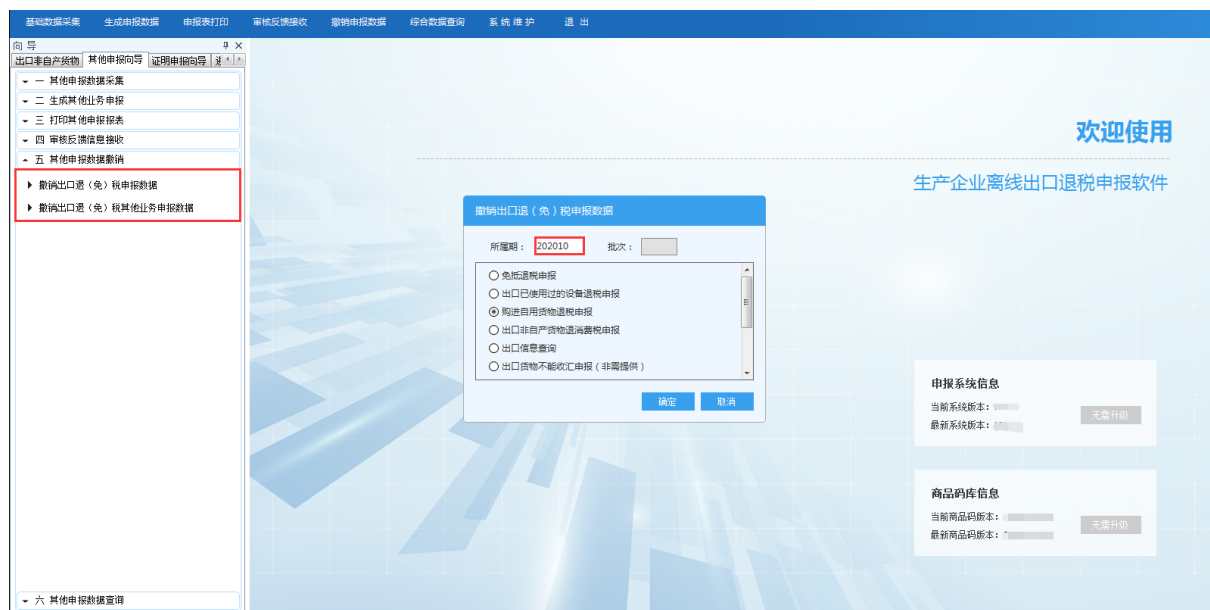 基础数据采集 生成申报数据 申报表打印 审核反馈接收 撤销申报数据 综合数据查询 系统维护 退出
向导
出口非自产货物 其他申报向导 证明申报向导
一 其他申报数据采集
二 生成其他业务申报
三 打印其他申报报表
四 审核反馈信息接收
五 其他申报数据撤销
撤销出口退（免）税申报数据
撤销出口退（免）税其他业务申报数据
六 其他申报数据查询
欢迎使用
生产企业离线出口退税申报软件
撤销出口退（免）税申报数据
所属期： 202010 批次：
免抵退税申报
出口已使用过的设备退税申报
购进自用货物退税申报
出口非自产货物退消费税申报
出口信息查询
出口货物不能收汇申报（非需提供）
确定 取消
申报系统信息
当前系统版本：
最新系统版本：
无需升级
商品码库信息
当前商品码版本：
最新商品码版本：
无需升级